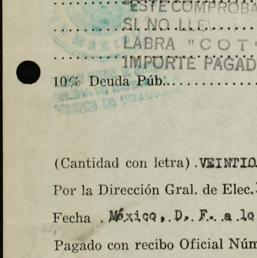 "ESTE COMPROBA
SI NO LLE
LABRA "COT
IMPORTE PAGAD
10% Deuda Púb...
(Cantidad con letra) .VEINTIO
Por la Dirección Gral. de Elec.
Fecha . México, D. F. a lo
Pagado con recibo Oficial Núm